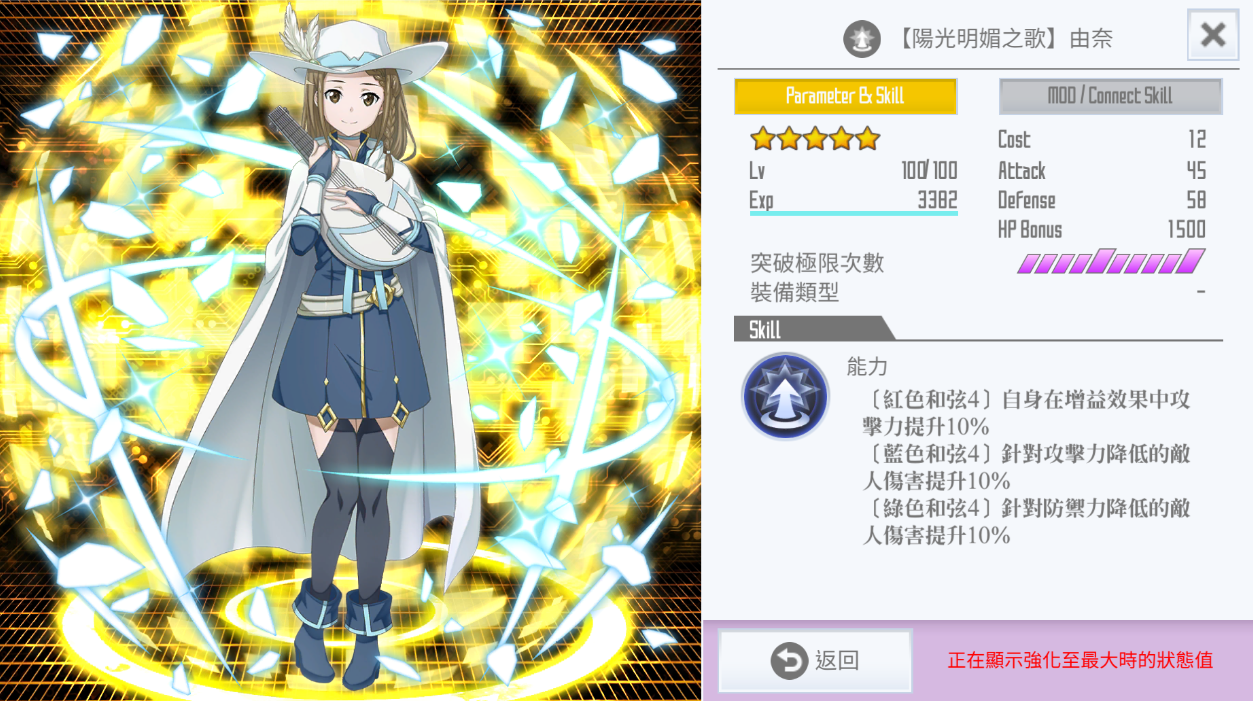 【陽光明媚之歌】由奈
Parameter & Skill
MOD / Connect Skill
Lv 100/100
Exp 3382
Cost 12
Attack 45
Defense 58
HP Bonus 1500
突破極限次數
裝備類型 -
Skill
能力
〔紅色和弦4〕自身在增益效果中攻
擊力提升10%
〔藍色和弦4〕針對攻擊力降低的敵
人傷害提升10%
〔綠色和弦4〕針對防禦力降低的敵
人傷害提升10%
返回
正在顯示強化至最大時的狀態值